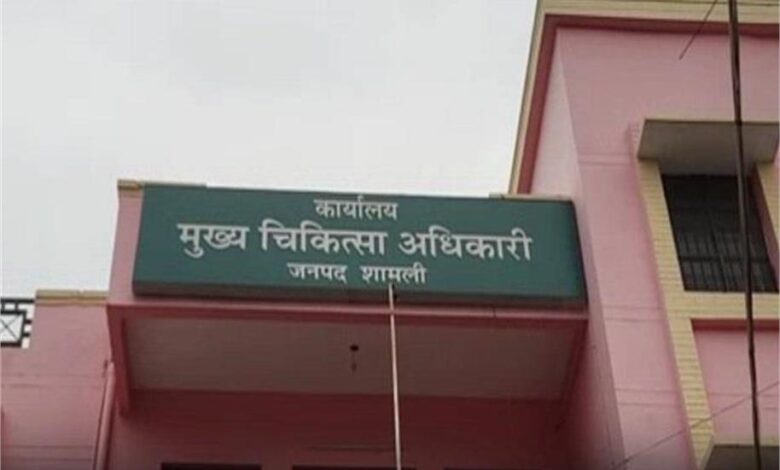 कार्यालय
मुख्य चिकित्सा अधिकारी
जनपद शामली